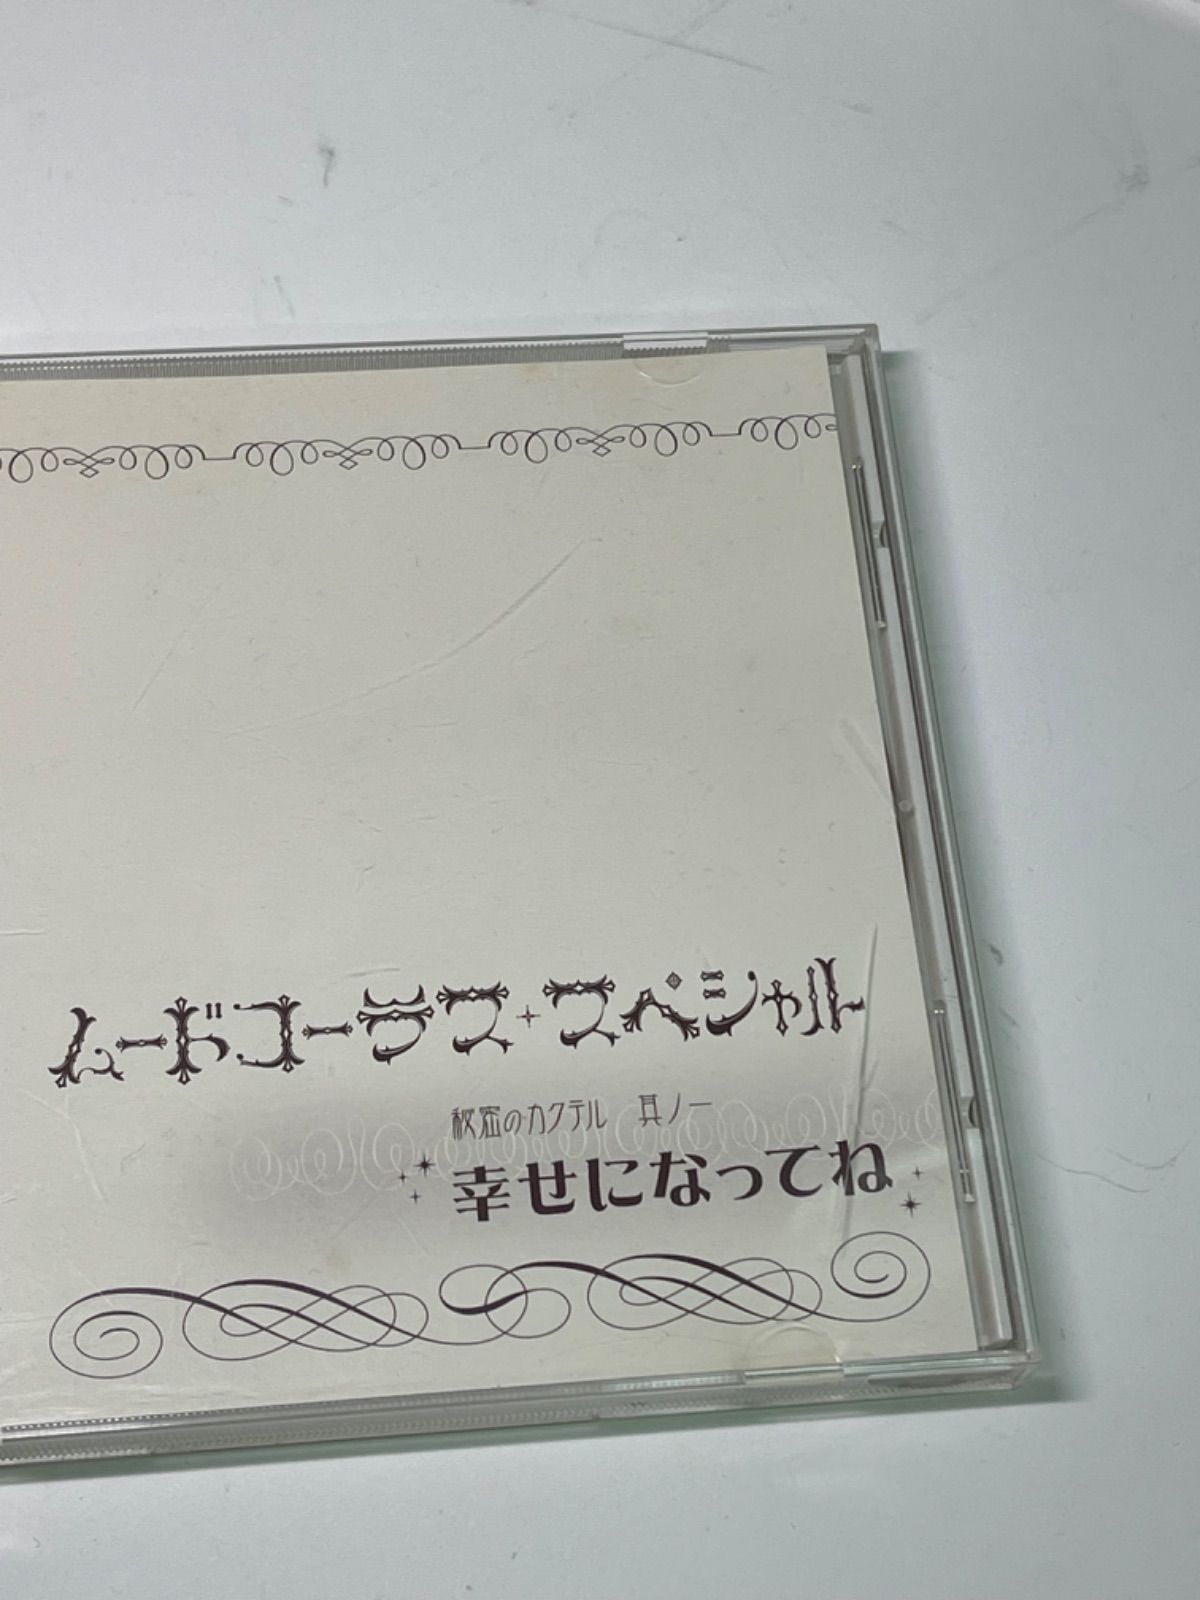 ムードコーラス・スペシャル
秘密のカクテル 其ノ一
幸せになってね